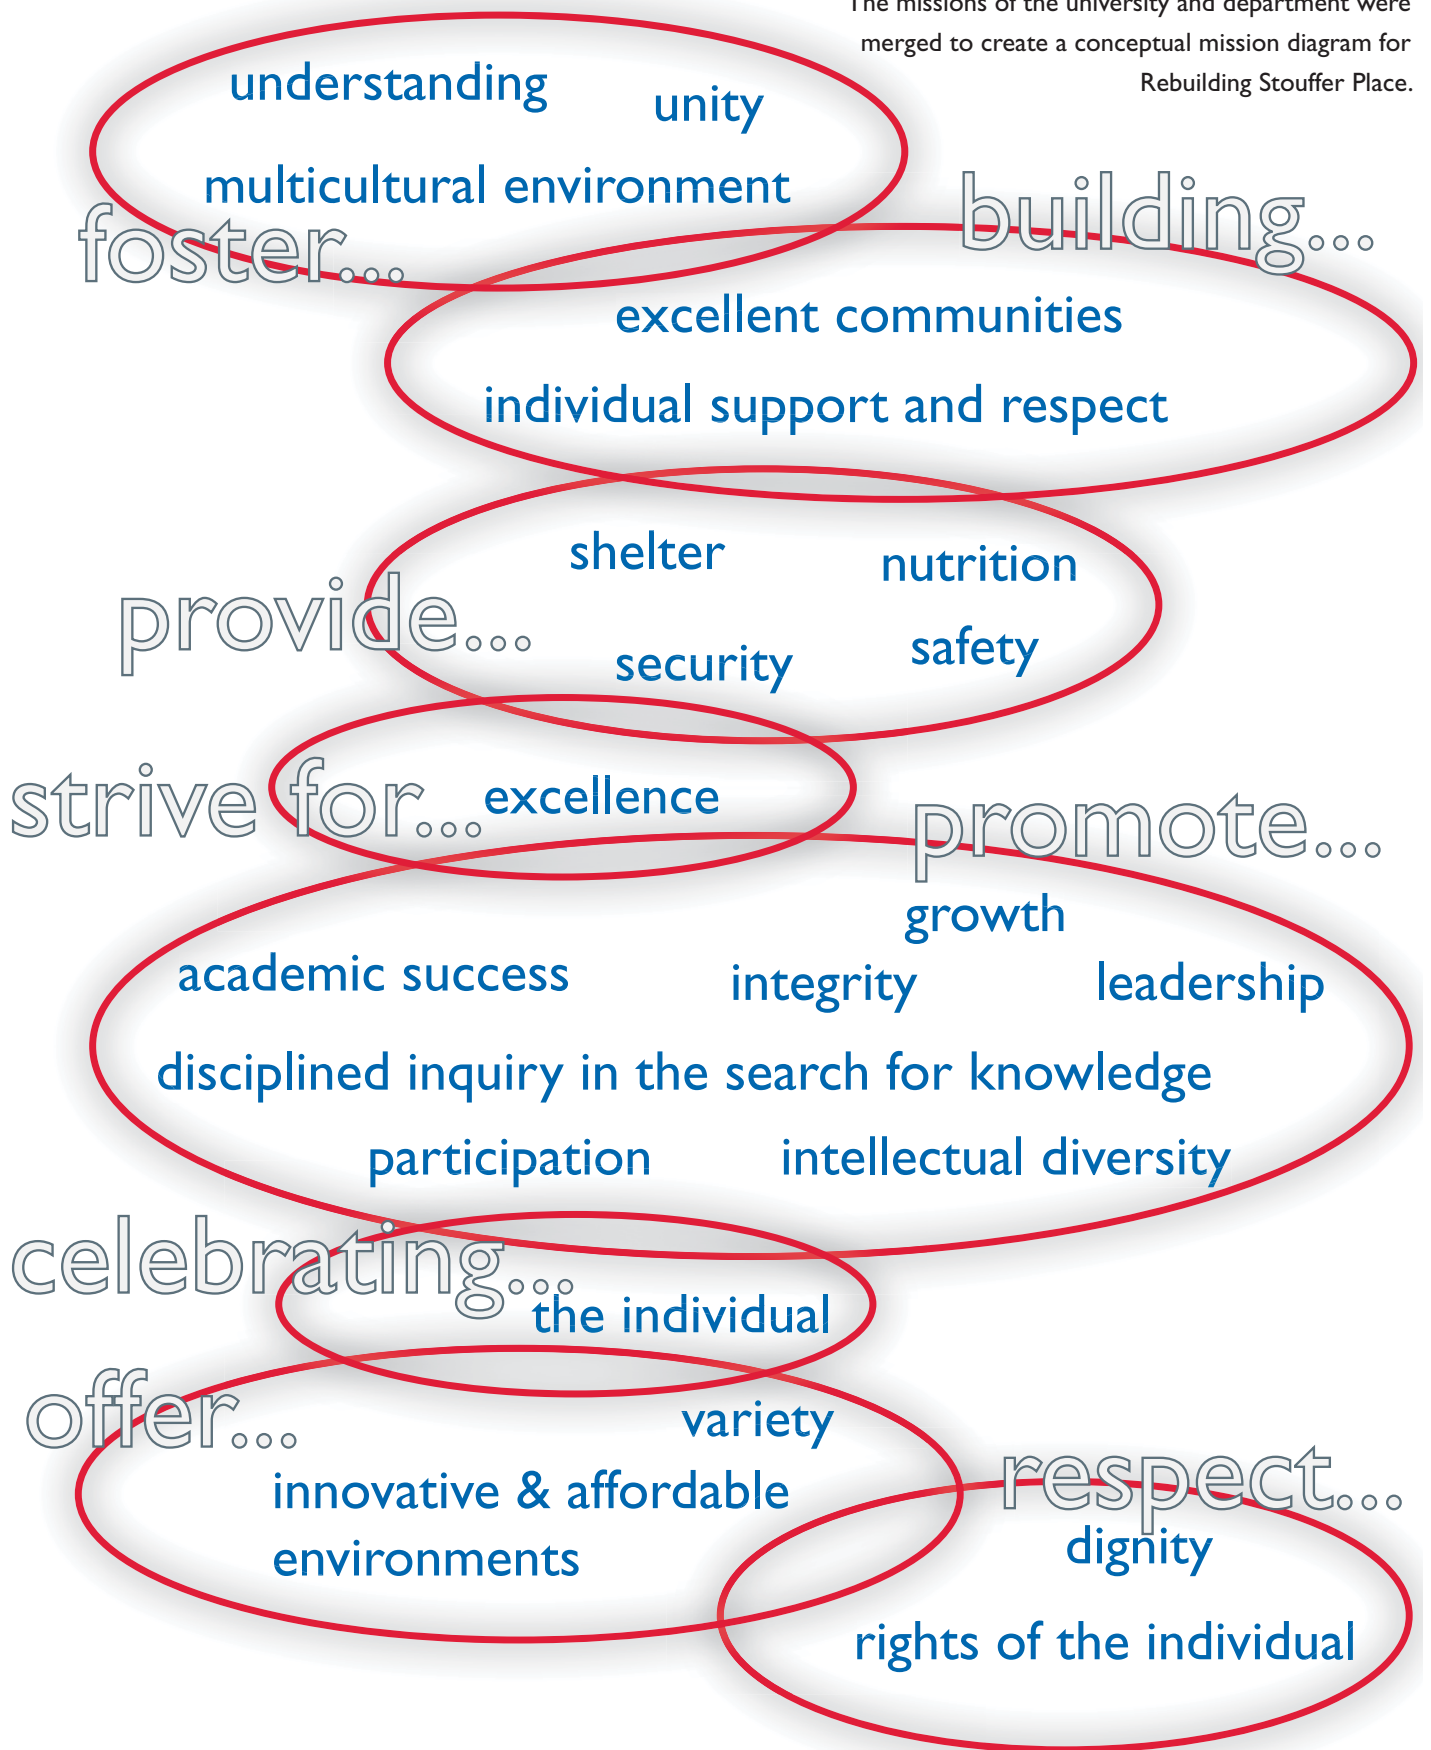 The missions of the university and department were
merged to create a conceptual mission diagram for
Rebuilding Stouffer Place.
understanding
unity
multicultural environment
foster...
building...
excellent communities
individual support and respect
shelter
nutrition
provide...
security
safety
strive for...
excellence
promote...
growth
academic success
integrity
leadership
disciplined inquiry in the search for knowledge
participation
intellectual diversity
celebrating...
the individual
offer...
variety
innovative & affordable
environments
respect...
dignity
rights of the individual